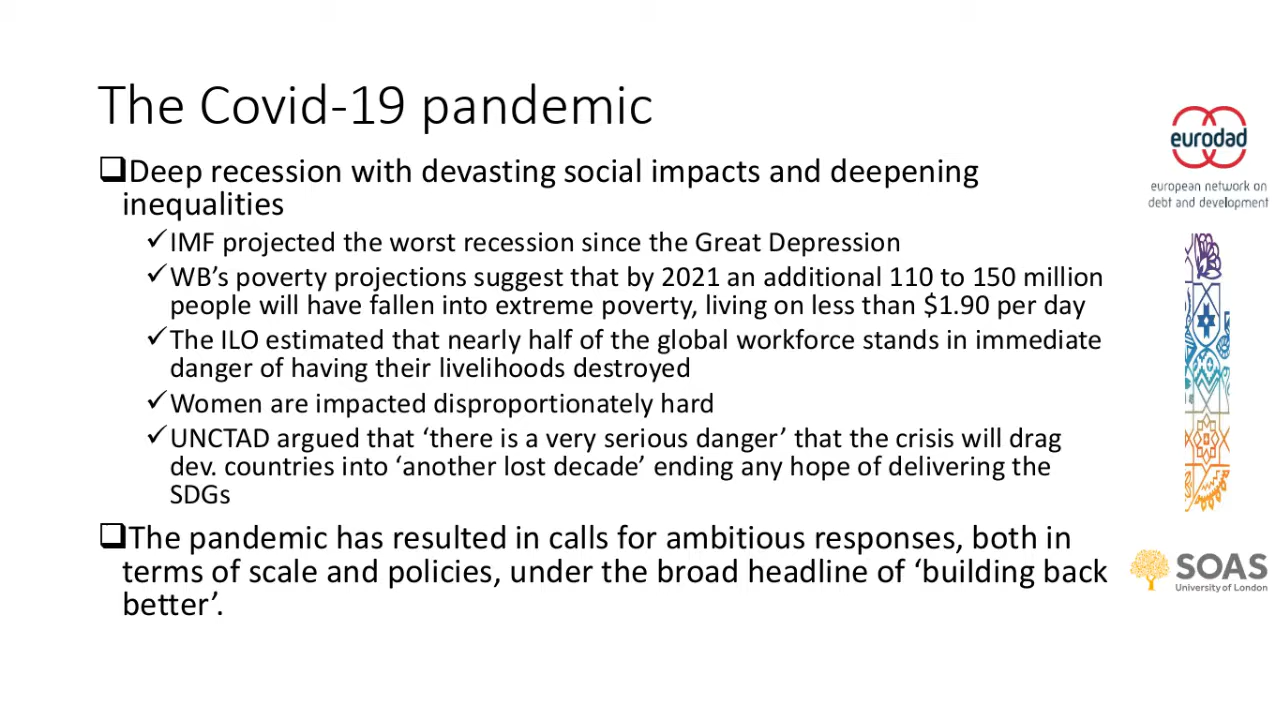 The Covid-19 pandemic
❑Deep recession with devasting social impacts and deepening
inequalities
✓IMF projected the worst recession since the Great Depression
✓WB’s poverty projections suggest that by 2021 an additional 110 to 150 million
people will have fallen into extreme poverty, living on less than $1.90 per day
✓The ILO estimated that nearly half of the global workforce stands in immediate
danger of having their livelihoods destroyed
✓Women are impacted disproportionately hard
✓UNCTAD argued that ‘there is a very serious danger’ that the crisis will drag
dev. countries into ‘another lost decade’ ending any hope of delivering the
SDGs
❑The pandemic has resulted in calls for ambitious responses, both in
terms of scale and policies, under the broad headline of ‘building back
better’.
eurodad
european network on
debt and development
SOAS
University of London